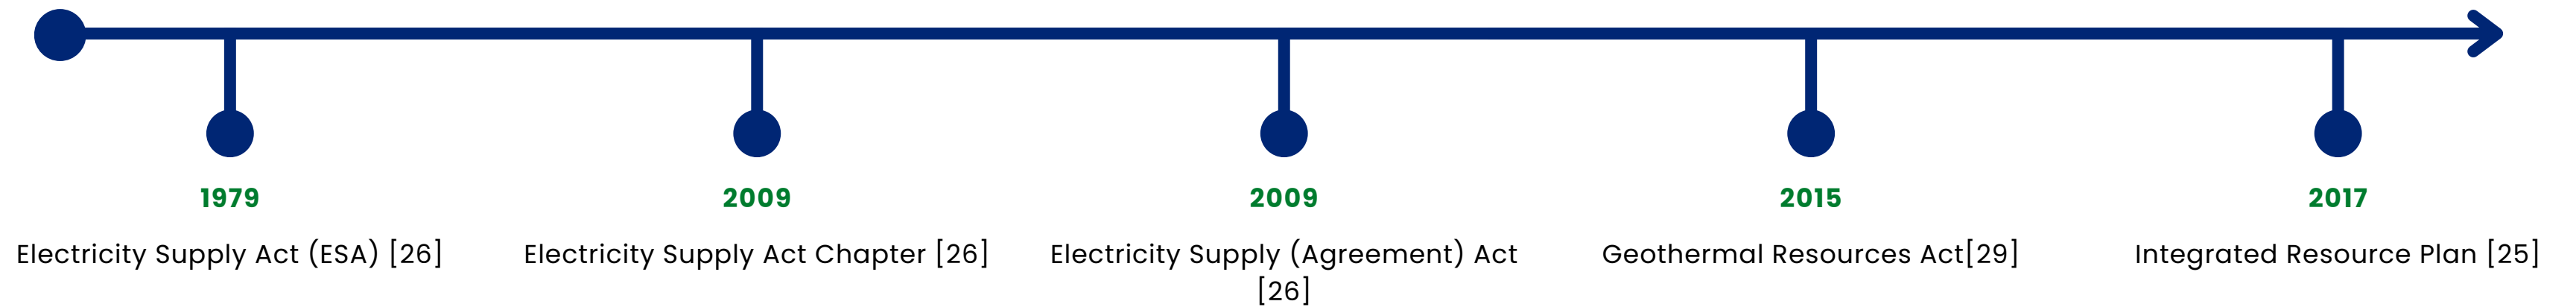 1979
Electricity Supply Act (ESA) [26]
2009
Electricity Supply Act Chapter [26]
2009
Electricity Supply (Agreement) Act
[26]
2015
Geothermal Resources Act[29]
2017
Integrated Resource Plan [25]